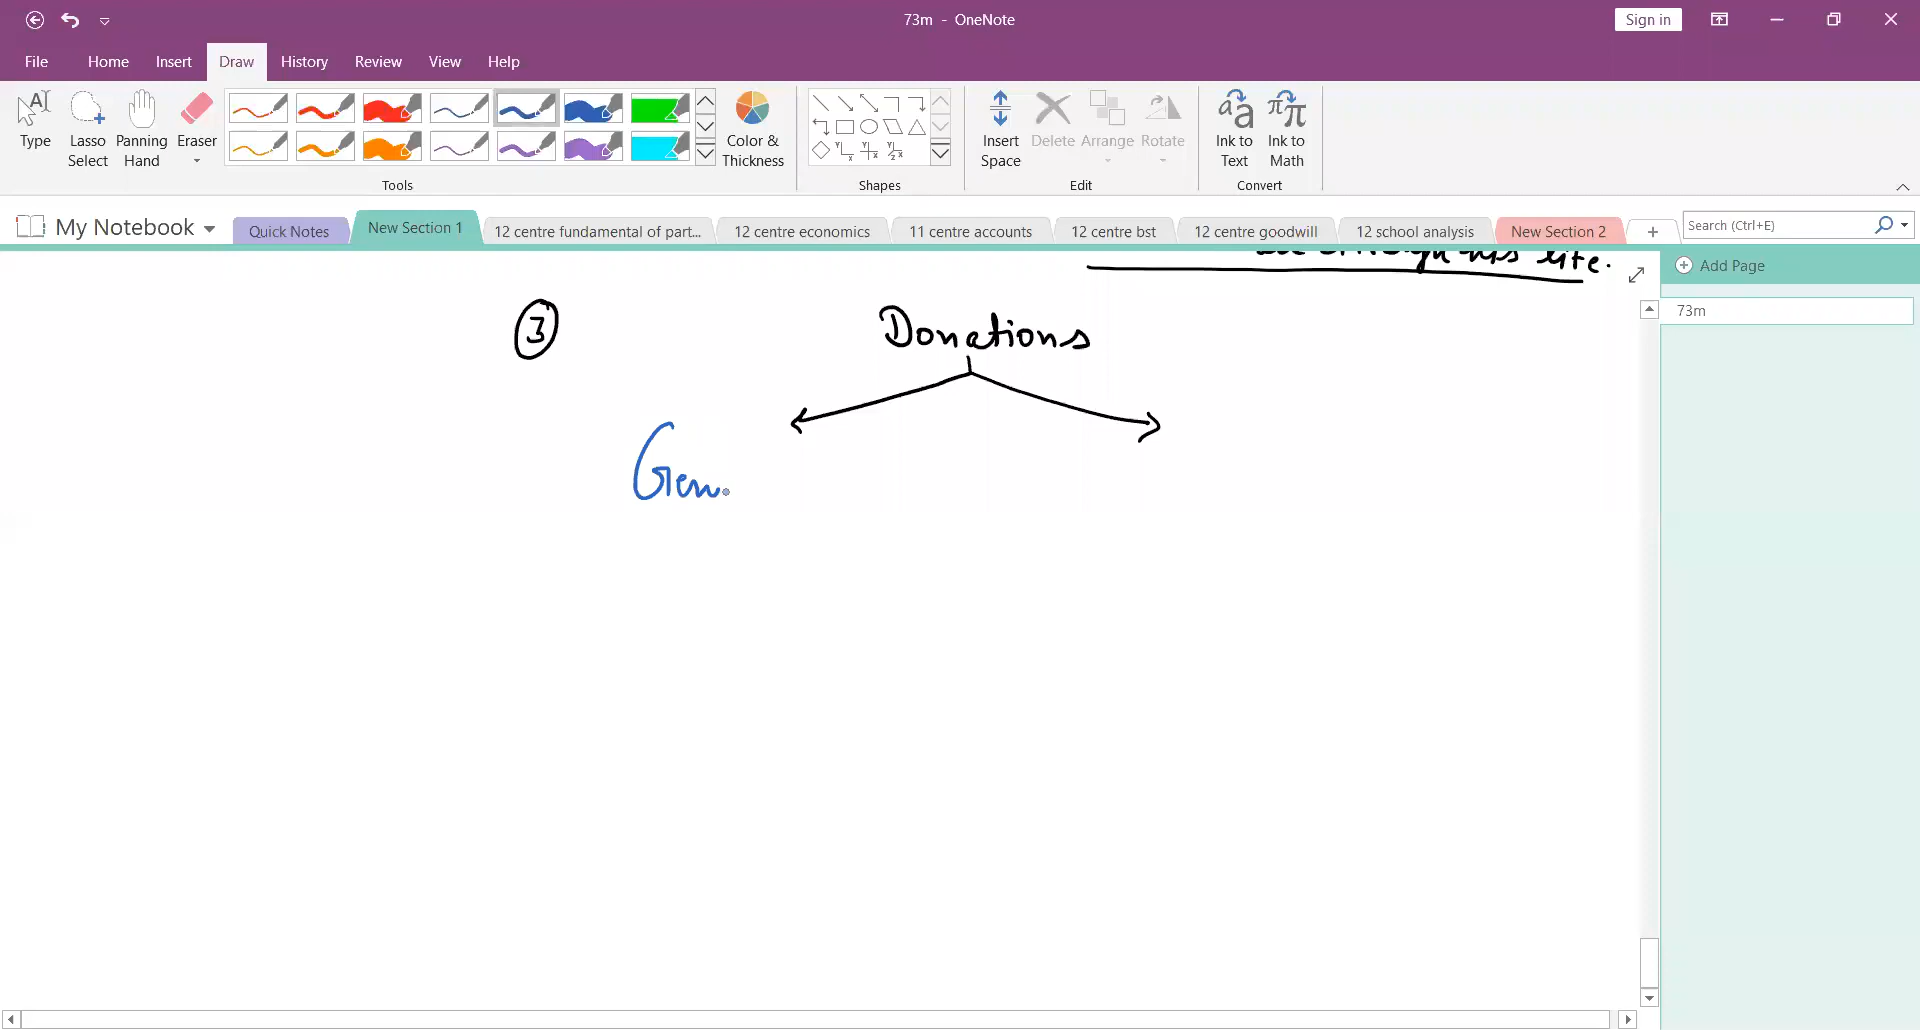 73m - OneNote
Sign in
File Home Insert Draw History Review View Help
Type
Lasso Select
Panning Hand
Eraser
Color & Thickness
Insert Space
Delete
Arrange
Rotate
Ink to Text
Ink to Math
Tools
Shapes
Edit
Convert
My Notebook
Quick Notes
New Section 1
12 centre fundamental of part...
12 centre economics
11 centre accounts
12 centre bst
12 centre goodwill
12 school analysis
New Section 2
Search (Ctrl+E)
Add Page
73m
life.
3
Donations
Gen